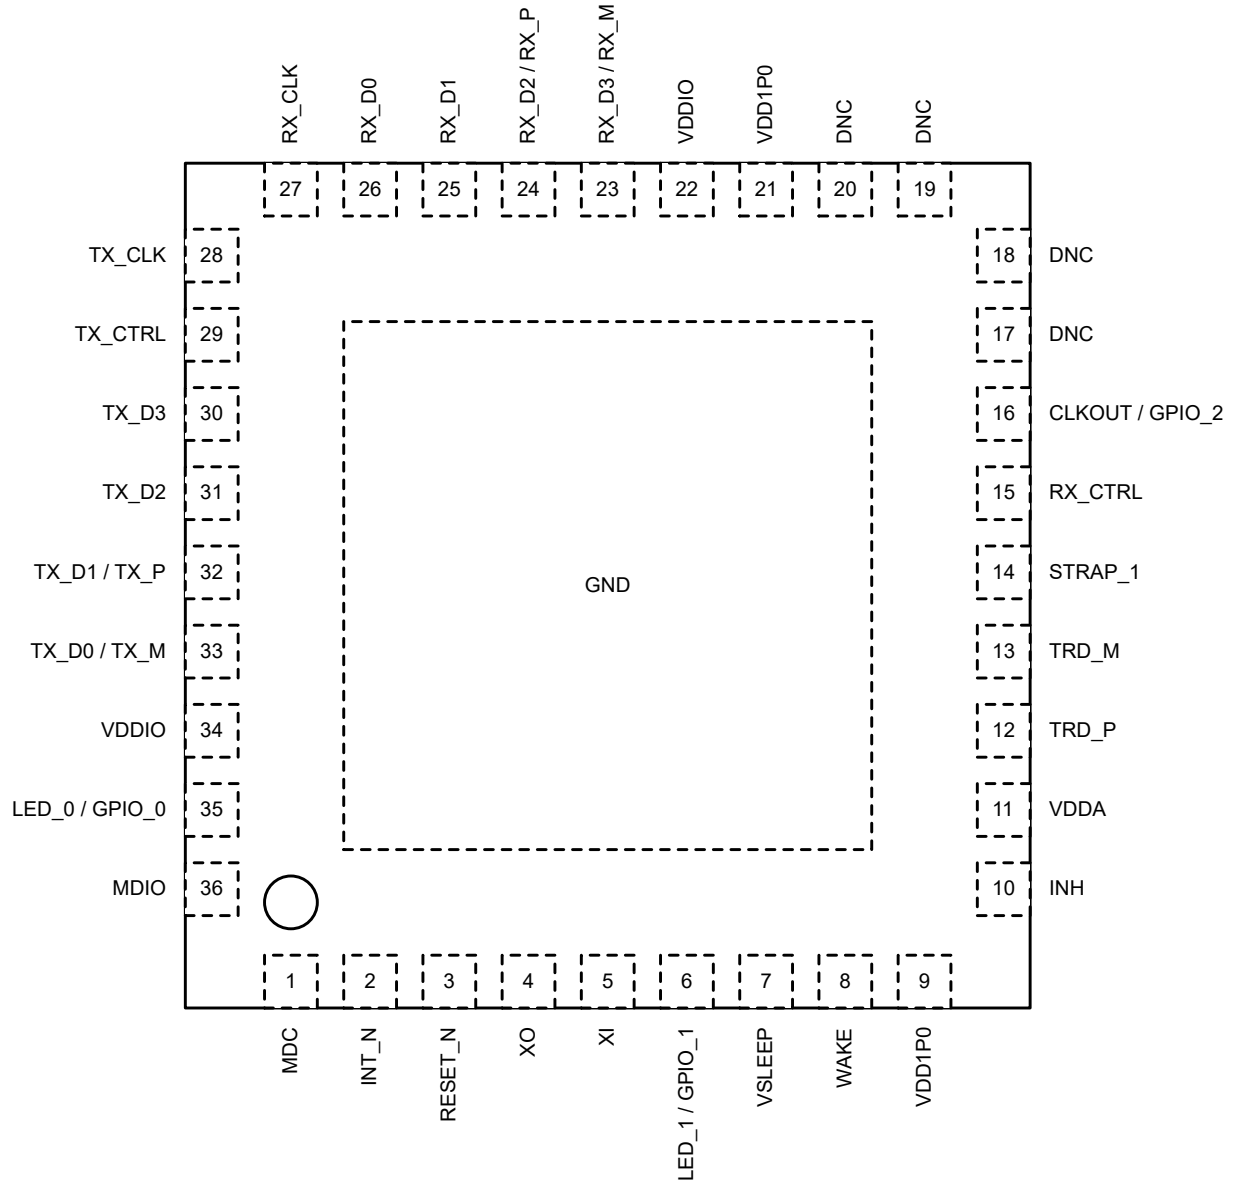 RX_CLK
RX_D0
RX_D1
RX_D2 / RX_P
RX_D3 / RX_M
VDDIO
VDD1P0
DNC
DNC
27
26
25
24
23
22
21
20
19
TX_CLK
28
18
DNC
TX_CTRL
29
17
DNC
TX_D3
30
16
CLKOUT / GPIO_2
TX_D2
31
15
RX_CTRL
TX_D1 / TX_P
32
GND
14
STRAP_1
TX_D0 / TX_M
33
13
TRD_M
VDDIO
34
12
TRD_P
LED_0 / GPIO_0
35
11
VDDA
MDIO
36
10
INH
1
2
3
4
5
6
7
8
9
MDC
INT_N
RESET_N
XO
XI
LED_1 / GPIO_1
VSLEEP
WAKE
VDD1P0